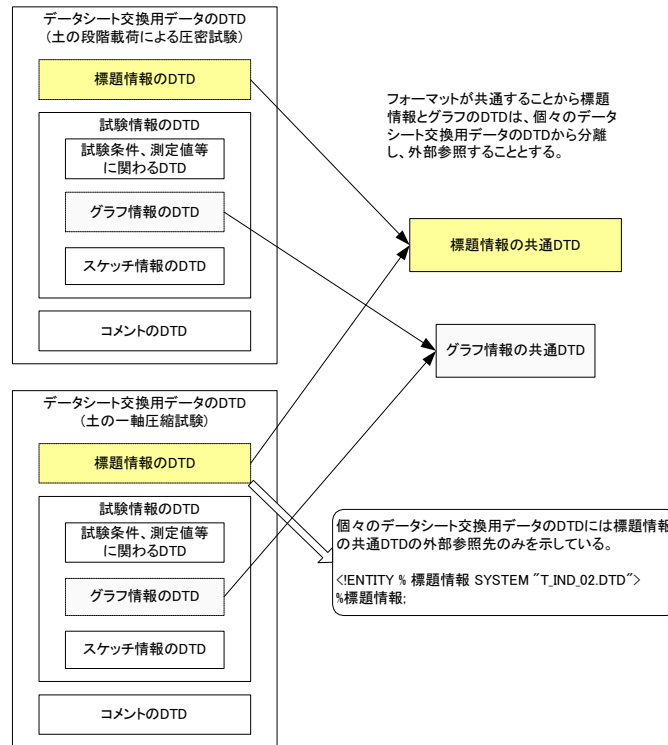 データシート交換用データのDTD
(土の段階載荷による圧密試験)
標題情報のDTD
試験情報のDTD
試験条件、測定値等
に関わるDTD
グラフ情報のDTD
スケッチ情報のDTD
コメントのDTD
フォーマットが共通することから標題
情報とグラフのDTDは、個々のデータ
シート交換用データのDTDから分離
し、外部参照することとする。
標題情報の共通DTD
グラフ情報の共通DTD
データシート交換用データのDTD
(土の一軸圧縮試験)
標題情報のDTD
試験情報のDTD
試験条件、測定値等
に関わるDTD
グラフ情報のDTD
スケッチ情報のDTD
コメントのDTD
個々のデータシート交換用データのDTDには標題情報
の共通DTDの外部参照先のみを示している。
<!ENTITY % 標題情報 SYSTEM "T_IND_02.DTD">
%標題情報;